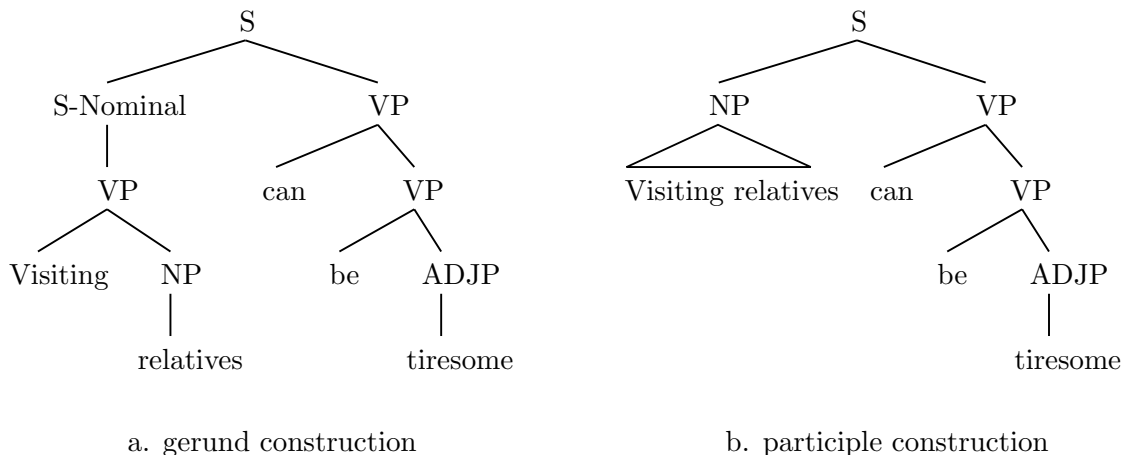 S S
S-Nominal VP NP VP
VP can VP Visiting relatives can VP
Visiting NP be ADJP be ADJP
relatives tiresome tiresome
a. gerund construction b. participle construction